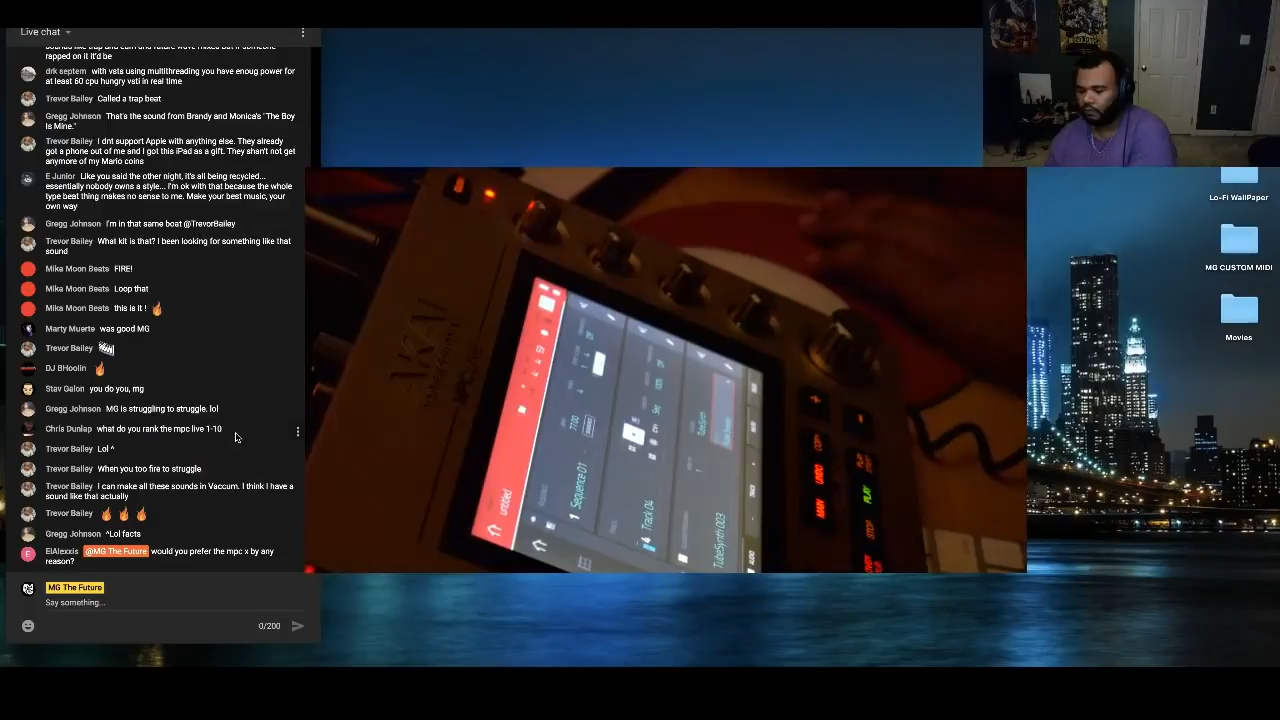 Live chat
rapped on it it'd be
drk septem with vsts using multithreading you have enoug power for
at least 60 cpu hungry vsti in real time
Trevor Bailey Called a trap beat
Gregg Johnson That's the sound from Brandy and Monica's "The Boy
Is Mine."
Trevor Bailey I dnt support Apple with anything else. They already
got a phone out of me and I got this iPad as a gift. They shan't not get
anymore of my Mario coins
E Junior Like you said the other night, it's all being recycled...
essentially nobody owns a style... I'm ok with that because the whole
type beat thing makes no sense to me. Make your best music, your
own way
Gregg Johnson I'm in that same boat @TrevorBailey
Trevor Bailey What kit is that? I been looking for something like that
sound
Mika Moon Beats FIRE!
Mika Moon Beats Loop that
Mika Moon Beats this is it !
Marty Muerte was good MG
Trevor Bailey
DJ BHoolin
Stav Galon you do you, mg
Gregg Johnson MG is struggling to struggle. lol
Chris Dunlap what do you rank the mpc live 1-10
Trevor Bailey Lol ^
Trevor Bailey When you too fire to struggle
Trevor Bailey I can make all these sounds in Vaccum. I think I have a
sound like that actually
Trevor Bailey
Gregg Johnson ^Lol facts
ElAlexxis @MG The Future would you prefer the mpc x by any
reason?
MG The Future
Say something...
0/200
untitled
1 Sequence 01
Track 04
TubeSynth 003
TubeSynth
MAIN
UNDO
COPY
STOP
PLAY
+
-
Lo-Fi WallPaper
MG CUSTOM MIDI
Movies